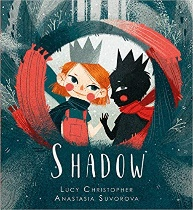 SHADOW
LUCY CHRISTOPHER
ANASTASIA SUVOROVA